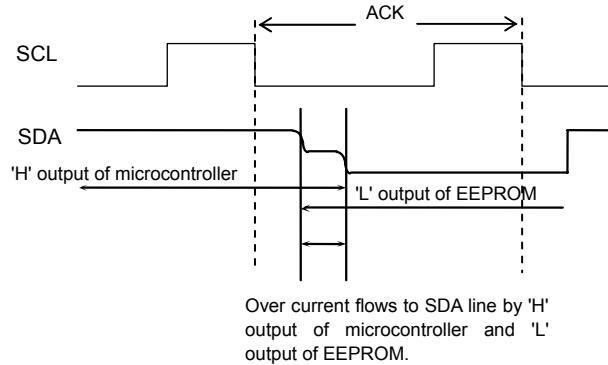 ACK
SCL
SDA
'H' output of microcontroller
'L' output of EEPROM
Over current flows to SDA line by 'H'
output of microcontroller and 'L'
output of EEPROM.